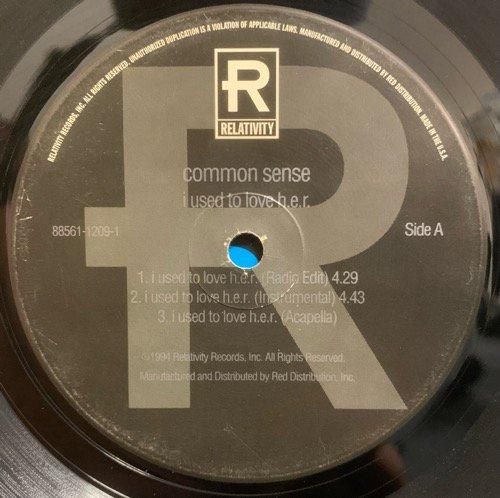 RELATIVITY RECORDS, INC. ALL RIGHTS RESERVED. UNAUTHORIZED DUPLICATION IS A VIOLATION OF APPLICABLE LAWS. MANUFACTURED AND DISTRIBUTED BY RED DISTRIBUTION. MADE IN THE U.S.A.
R
RELATIVITY
common sense
i used to love h.e.r.
88561-1209-1
Side A
1. i used to love h.e.r. (Radio Edit) 4.29
2. i used to love h.e.r. (Instrumental) 4.43
3. i used to love h.e.r. (Acapella)
©1994 Relativity Records, Inc. All Rights Reserved.
Manufactured and Distributed by Red Distribution, Inc.